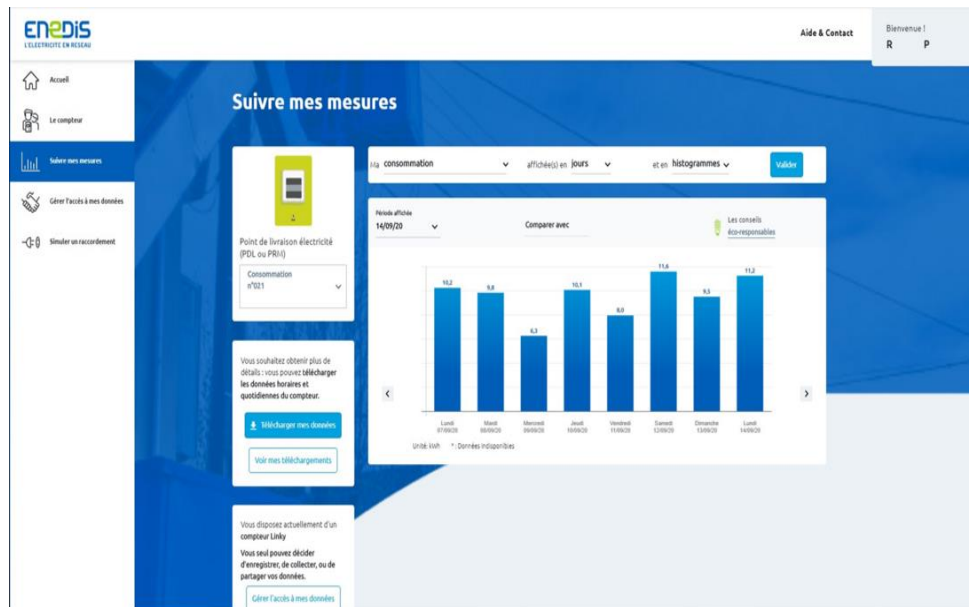 ENEDIS
L'ELECTRICITE EN RESEAU
Aide & Contact
Bienvenue !
R P
Accueil
Le compteur
Suivre mes mesures
Gérer l'accès à mes données
Simuler un raccordement
Suivre mes mesures
Ma consommation affichée(s) en jours et en histogrammes Valider
Point de livraison électricité
(PDL ou PRM)
Consommation
n°021
Période affichée
14/09/20
Comparer avec
Les conseils
éco-responsables
10,2 9,8 6,3 10,1 8,0 11,6 9,5 11,2
Lundi Mardi Mercredi Jeudi Vendredi Samedi Dimanche Lundi
07/09/20 08/09/20 09/09/20 10/09/20 11/09/20 12/09/20 13/09/20 14/09/20
Unité: kWh * : Données indisponibles
Vous souhaitez obtenir plus de
détails : vous pouvez télécharger
les données horaires et
quotidiennes du compteur.
Télécharger mes données
Voir mes téléchargements
Vous disposez actuellement d'un
compteur Linky
Vous seul pouvez décider
d'enregistrer, de collecter, ou de
partager vos données.
Gérer l'accès à mes données